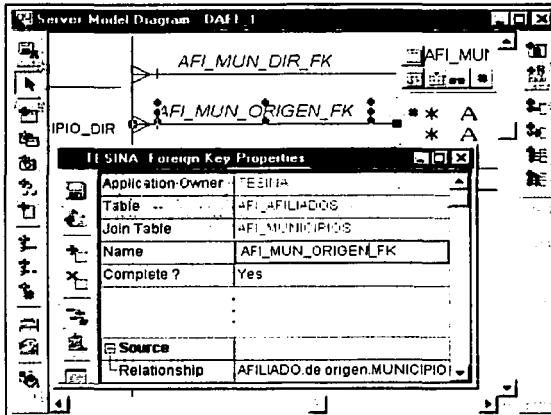 Server Model Diagram DAFI_1
AFI_MUN_DIR_FK
AFI_MUN
AFI_MUN_ORIGEN_FK
A
IPIO_DIR
A
TESINA Foreign Key Properties
Application-Owner TESINA
Table AFI_AFILIADOS
Join Table AFI_MUNICIPIOS
Name AFI_MUN_ORIGEN_FK
Complete ? Yes
Source
Relationship AFILIADO.de origen.MUNICIPIO